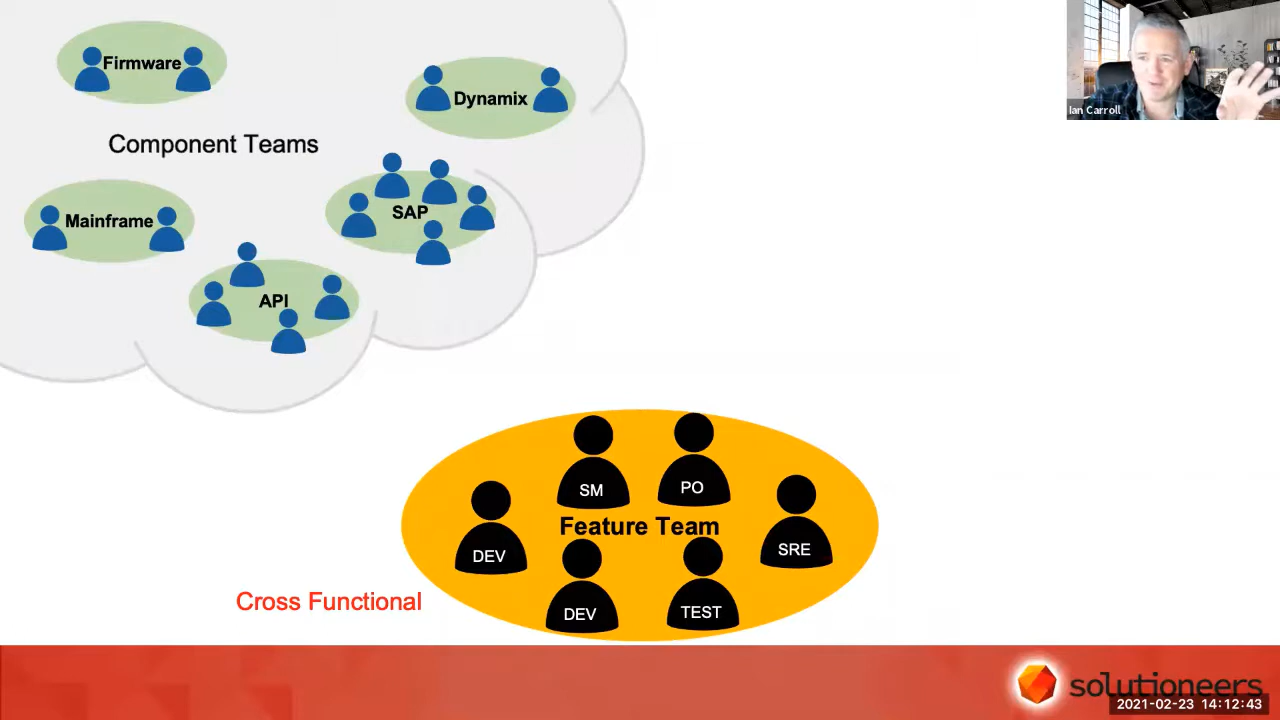 Firmware
Dynamix
Ian Carroll
Component Teams
Mainframe
SAP
API
SM
PO
Feature Team
DEV
SRE
Cross Functional
DEV
TEST
solutioneers
2021-02-23 14:12:43